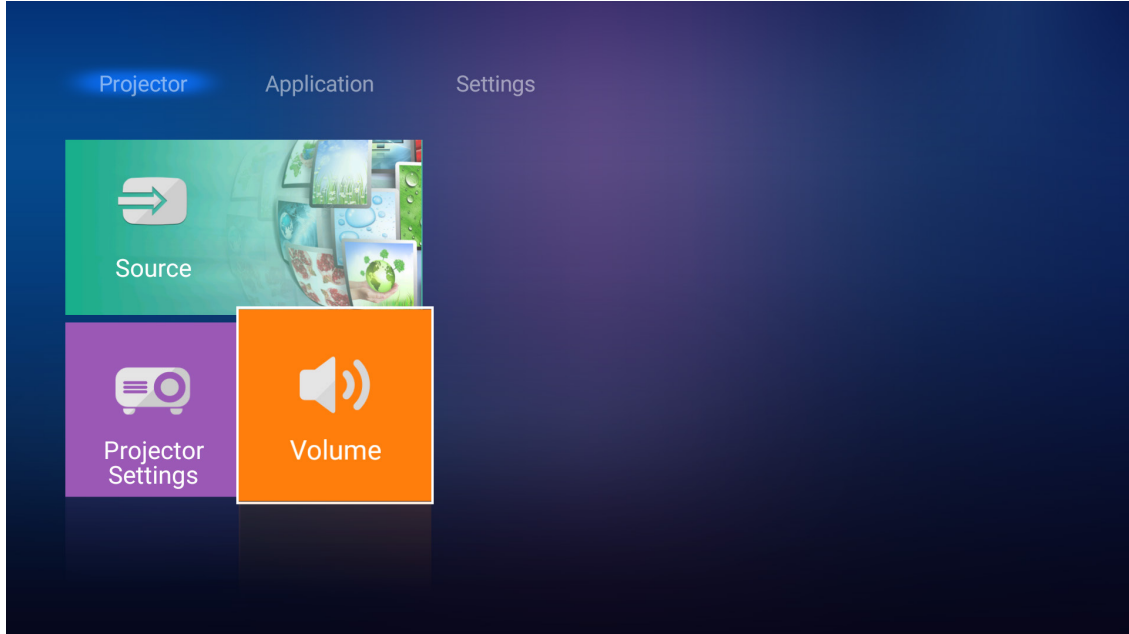 Projector Application Settings
Source
Projector
Settings
Volume